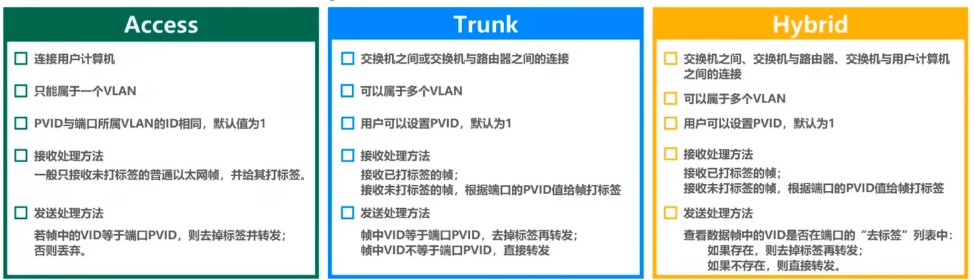 Access
连接用户计算机
只能属于一个VLAN
PVID与端口所属VLAN的ID相同，默认值为1
接收处理方法
一般只接收未打标签的普通以太网帧，并给其打标签。
发送处理方法
若帧中的VID等于端口PVID，则去掉标签并转发；
否则丢弃。
Trunk
交换机之间或交换机与路由器之间的连接
可以属于多个VLAN
用户可以设置PVID，默认为1
接收处理方法
接收已打标签的帧；
接收未打标签的帧，根据端口的PVID值给帧打标签
发送处理方法
帧中VID等于端口PVID，去掉标签再转发；
帧中VID不等于端口PVID，直接转发
Hybrid
交换机之间、交换机与路由器、交换机与用户计算机
之间的连接
可以属于多个VLAN
用户可以设置PVID，默认为1
接收处理方法
接收已打标签的帧；
接收未打标签的帧，根据端口的PVID值给帧打标签
发送处理方法
查看数据帧中的VID是否在端口的“去标签”列表中：
如果存在，则去掉标签再转发；
如果不存在，则直接转发。